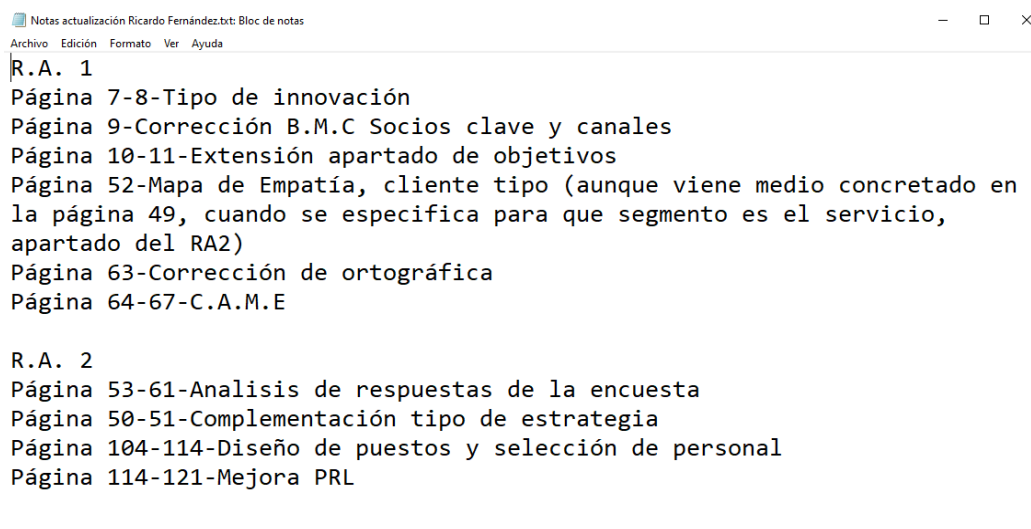 Notas actualización Ricardo Fernández.txt: Bloc de notas
Archivo Edición Formato Ver Ayuda
R.A. 1
Página 7-8-Tipo de innovación
Página 9-Corrección B.M.C Socios clave y canales
Página 10-11-Extensión apartado de objetivos
Página 52-Mapa de Empatía, cliente tipo (aunque viene medio concretado en
la página 49, cuando se especifica para que segmento es el servicio,
apartado del RA2)
Página 63-Corrección de ortográfica
Página 64-67-C.A.M.E
R.A. 2
Página 53-61-Analisis de respuestas de la encuesta
Página 50-51-Complementación tipo de estrategia
Página 104-114-Diseño de puestos y selección de personal
Página 114-121-Mejora PRL